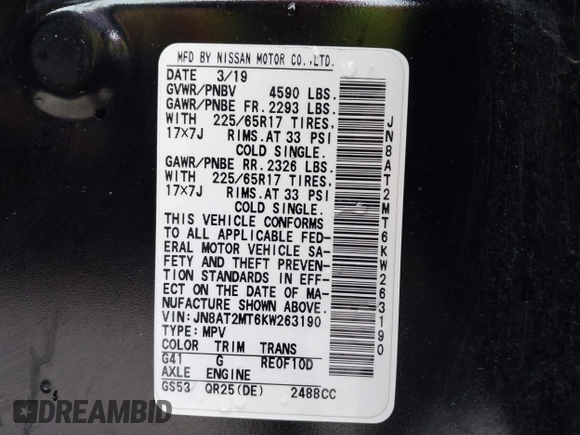 MFD BY NISSAN MOTOR CO.,LTD.
DATE 3/19
GVWR/PNBV 4590 LBS.
GAWR/PNBE FR. 2293 LBS.
WITH 225/65R17 TIRES,
17×7J RIMS.AT 33 PSI
COLD SINGLE.
GAWR/PNBE RR. 2326 LBS.
WITH 225/65R17 TIRES,
17×7J RIMS.AT 33 PSI
COLD SINGLE.
THIS VEHICLE CONFORMS
TO ALL APPLICABLE FED-
ERAL MOTOR VEHICLE SA-
FETY AND THEFT PREVEN-
TION STANDARDS IN EFF-
ECT ON THE DATE OF MA-
NUFACTURE SHOWN ABOVE.
VIN:JN8AT2MT6KW263190
TYPE:MPV
COLOR TRIM TRANS
G41 G RE0F10D
AXLE ENGINE
GS53 QR25(DE) 2488CC
JN8AT2MT6KW263190
DREAMBID